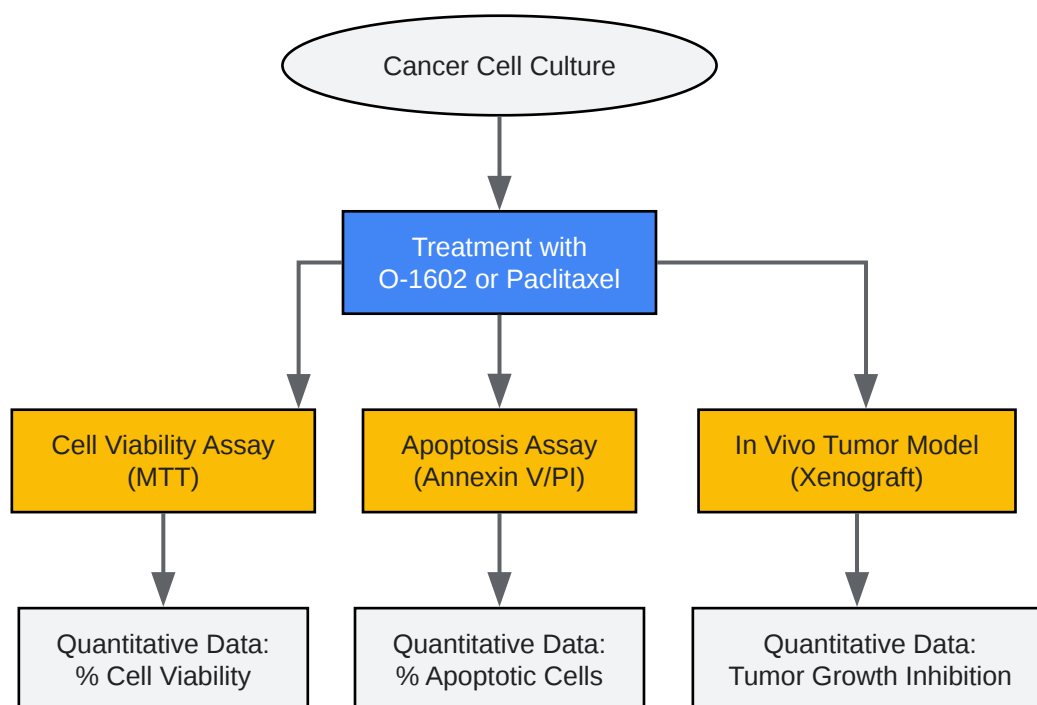 Cancer Cell Culture
Treatment with
O-1602 or Paclitaxel
Cell Viability Assay
(MTT)
Apoptosis Assay
(Annexin V/PI)
In Vivo Tumor Model
(Xenograft)
Quantitative Data:
% Cell Viability
Quantitative Data:
% Apoptotic Cells
Quantitative Data:
Tumor Growth Inhibition